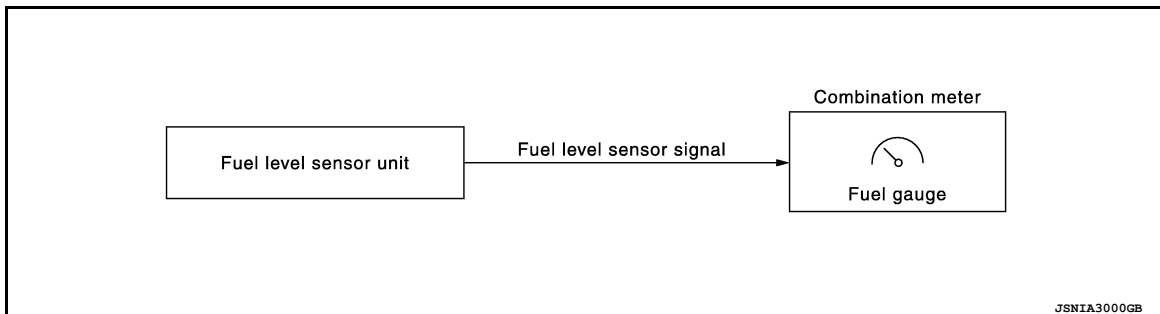 Combination meter
Fuel level sensor unit
Fuel level sensor signal
Fuel gauge
JSNIA3000GB